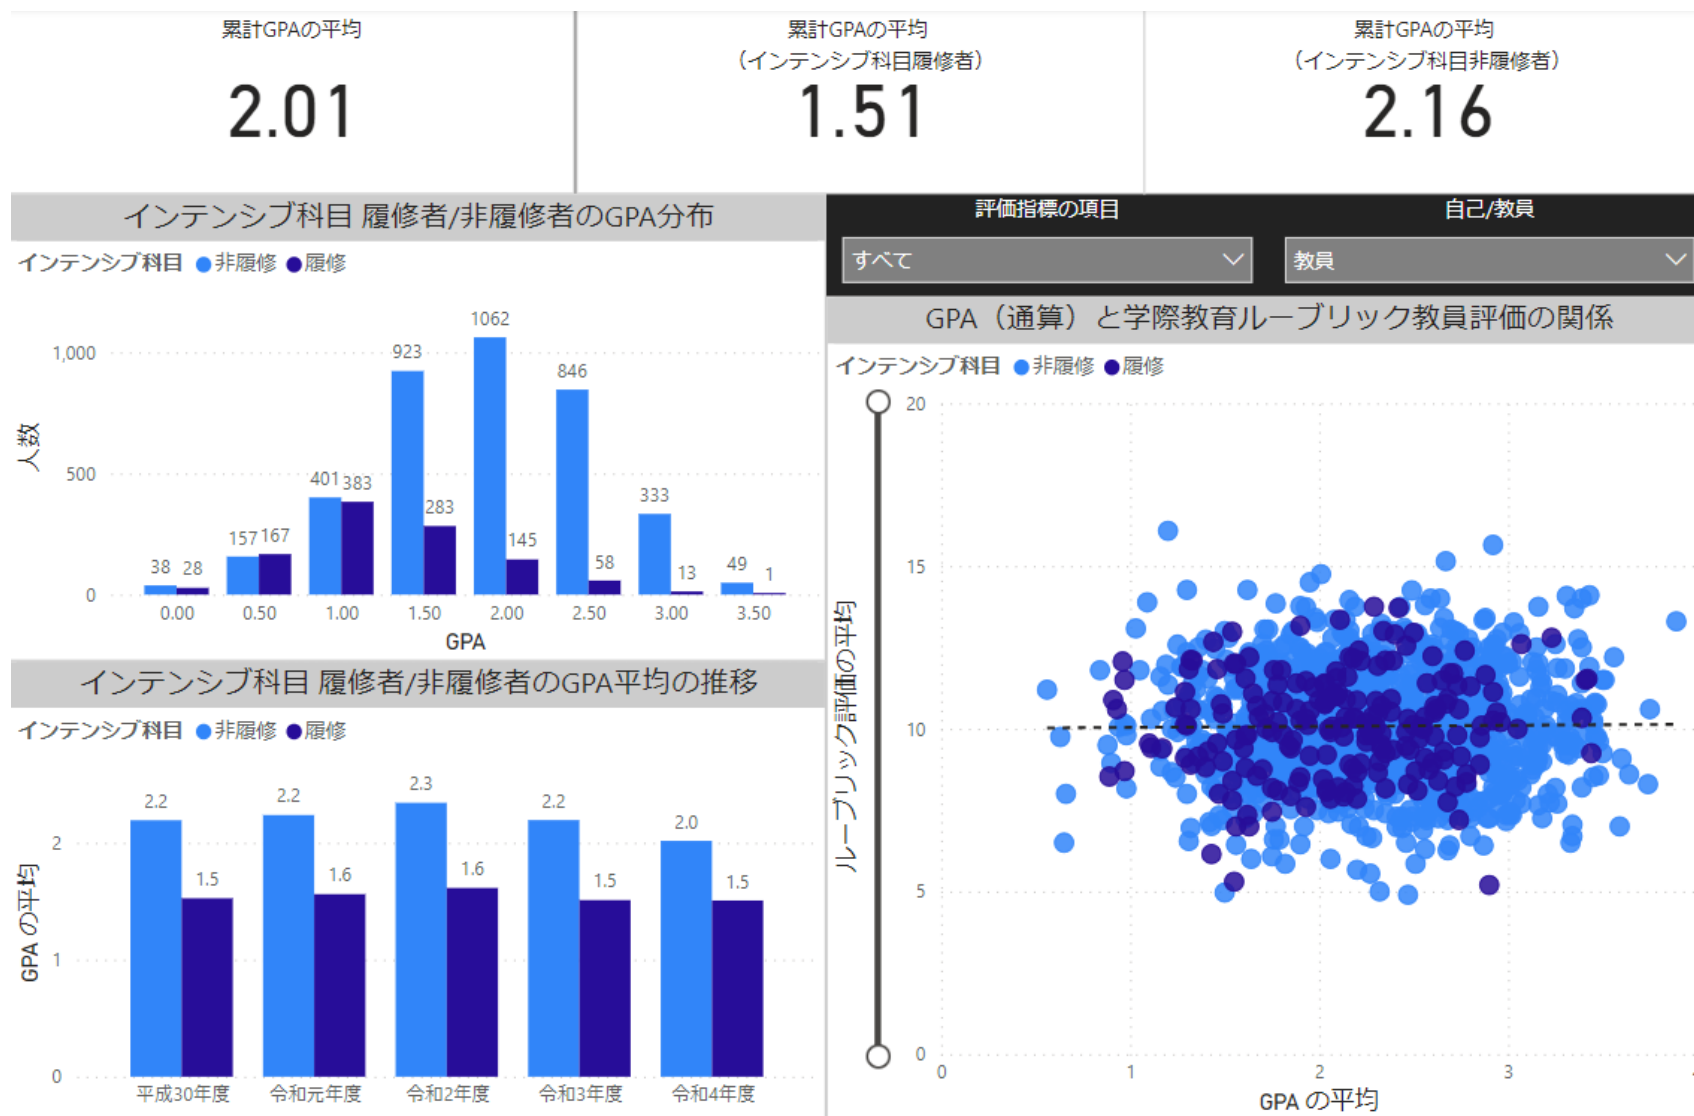 累計GPAの平均
2.01
累計GPAの平均
（インテンシブ科目履修者）
1.51
累計GPAの平均
（インテンシブ科目非履修者）
2.16
インテンシブ科目 履修者/非履修者のGPA分布
インテンシブ科目 非履修 履修
人数
1,000
500
0
38 28
157 167
401 383
923 283
1062 145
846 58
333 13
49 1
0.00 0.50 1.00 1.50 2.00 2.50 3.00 3.50
GPA
インテンシブ科目 履修者/非履修者のGPA平均の推移
インテンシブ科目 非履修 履修
GPA の平均
2
1
0
2.2 1.5
2.2 1.6
2.3 1.6
2.2 1.5
2.0 1.5
平成30年度 令和元年度 令和2年度 令和3年度 令和4年度
評価指標の項目
すべて
自己/教員
教員
GPA（通算）と学際教育ルーブリック教員評価の関係
インテンシブ科目 非履修 履修
ルーブリック評価の平均
20
15
10
5
0
0 1 2 3
GPA の平均